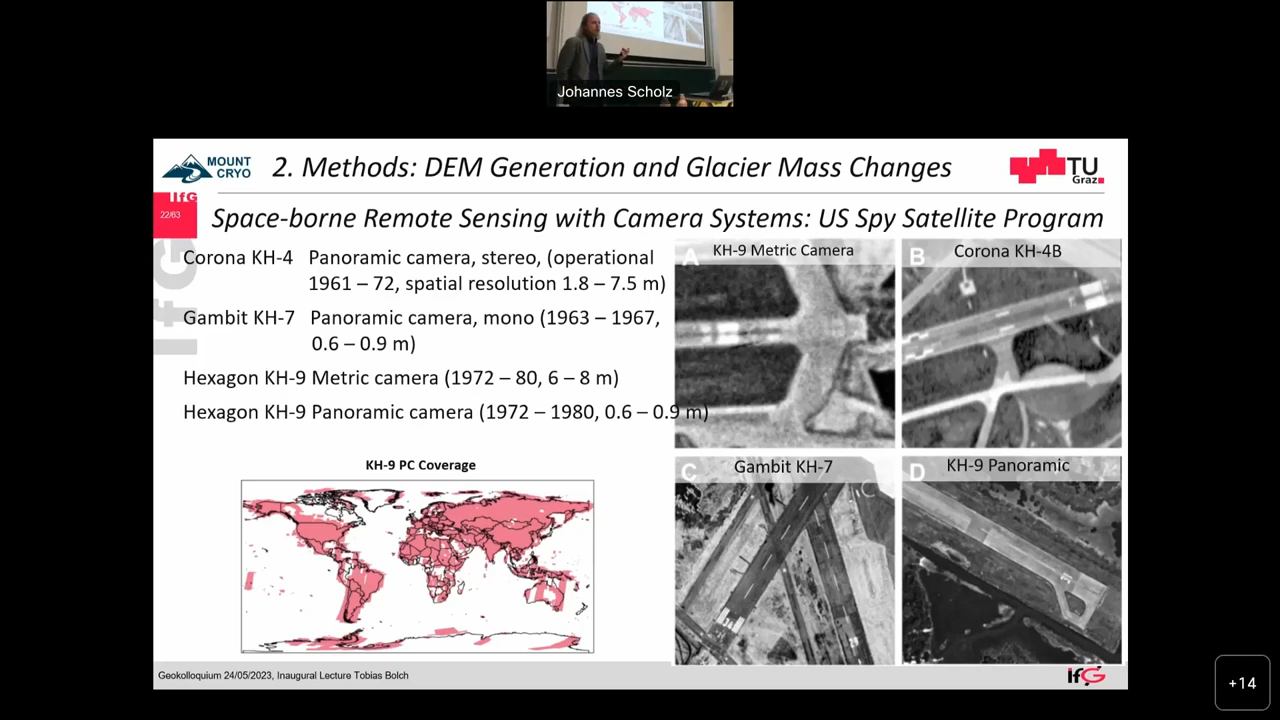 Johannes Scholz
MOUNT
CRYO
2. Methods: DEM Generation and Glacier Mass Changes
TU
Graz
IfG
22/63
Space-borne Remote Sensing with Camera Systems: US Spy Satellite Program
IfG
Corona KH-4 Panoramic camera, stereo, (operational
1961 – 72, spatial resolution 1.8 – 7.5 m)
Gambit KH-7 Panoramic camera, mono (1963 – 1967,
0.6 – 0.9 m)
Hexagon KH-9 Metric camera (1972 – 80, 6 – 8 m)
Hexagon KH-9 Panoramic camera (1972 – 1980, 0.6 – 0.9 m)
A KH-9 Metric Camera
B Corona KH-4B
C Gambit KH-7
D KH-9 Panoramic
KH-9 PC Coverage
Geokolloquium 24/05/2023, Inaugural Lecture Tobias Bolch
IfG
+14